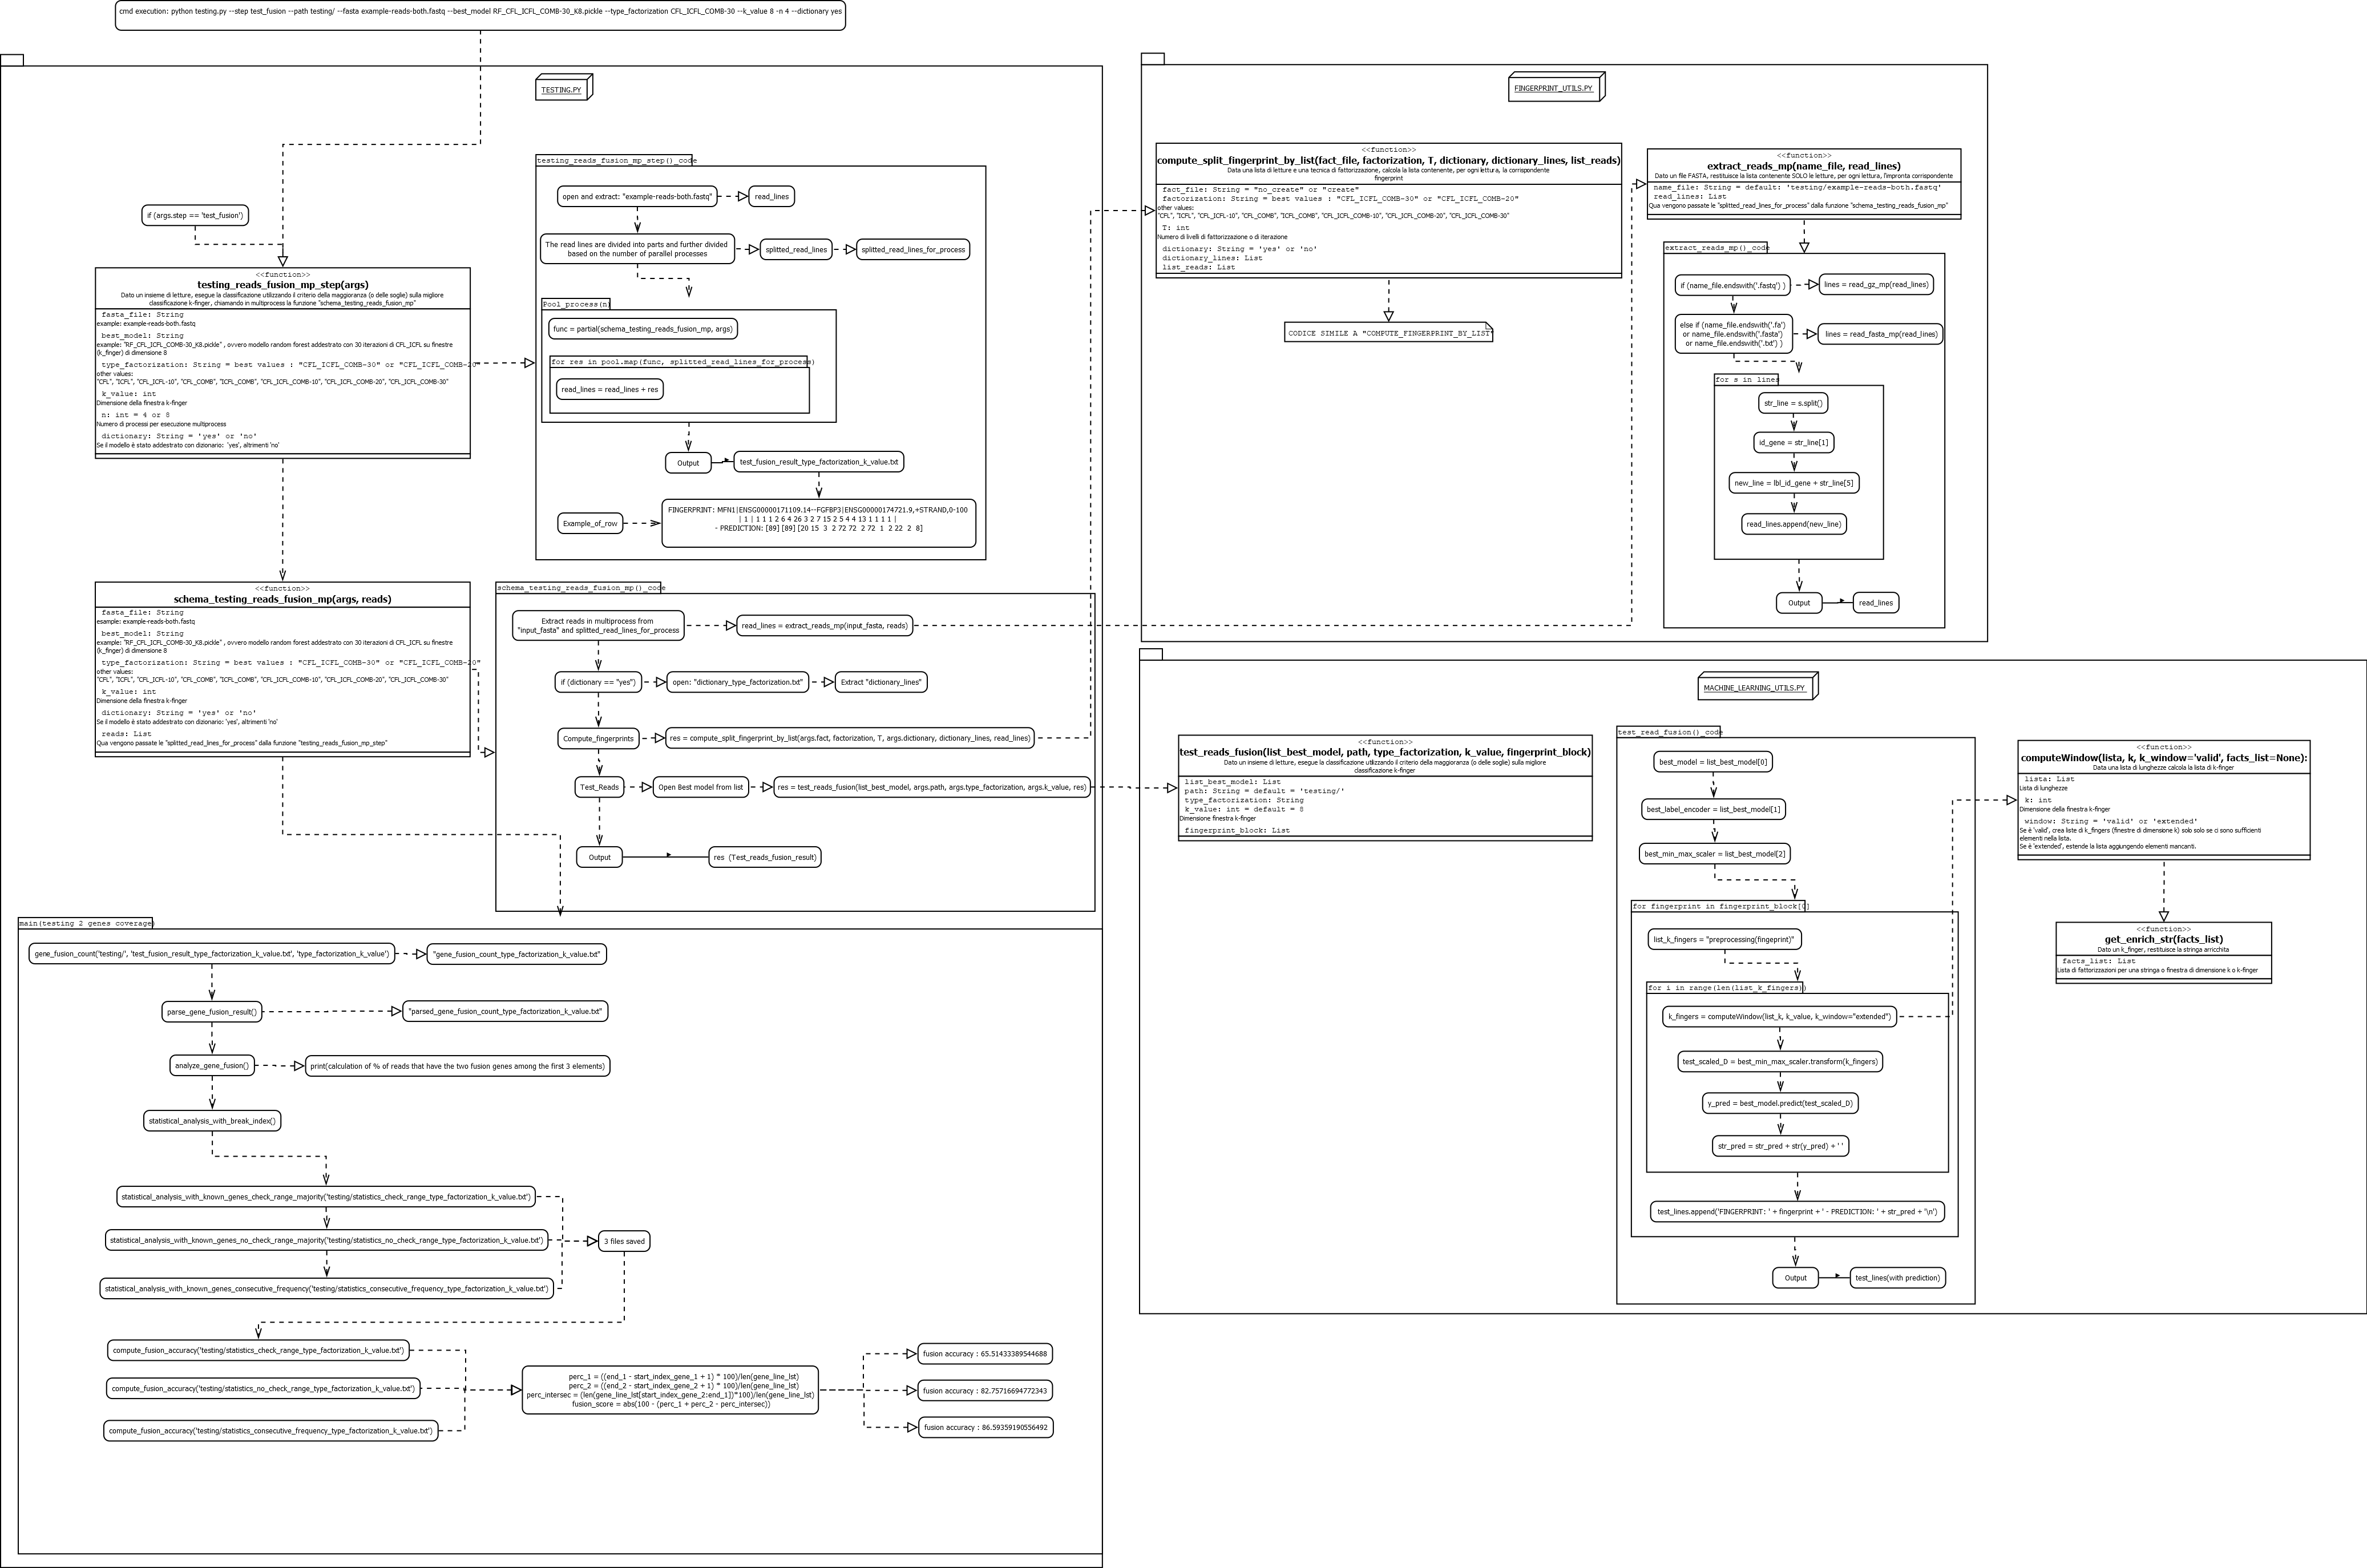 cmd execution: python testing.py --step test_fusion --path testing/ --fasta example-reads-both.fastq --best_model RF_CFL_ICFL_COMB-30_K8.pickle --type_factorization CFL_ICFL_COMB-30 --k_value 8 -n 4 --dictionary yes
TESTING.PY
if (args.step == 'test_fusion')
<<function>>
testing_reads_fusion_mp_step(args)
Dato un insieme di letture, esegue la classificazione utilizzando il criterio della maggioranza (o delle soglie) sulla migliore
classificazione k-finger, chiamando in multiprocess la funzione "schema_testing_reads_fusion_mp"
fasta_file: String
example: example-reads-both.fastq
best_model: String
example: "RF_CFL_ICFL_COMB-30_K8.pickle" , ovvero modello random forest addestrato con 30 iterazioni di CFL_ICFL su finestre
(k_finger) di dimensione 8
type_factorization: String = best values : "CFL_ICFL_COMB-30" or "CFL_ICFL_COMB-20"
other values:
"CFL", "ICFL", "CFL_ICFL-10", "CFL_COMB", "ICFL_COMB", "CFL_ICFL_COMB-10", "CFL_ICFL_COMB-20", "CFL_ICFL_COMB-30"
k_value: int
Dimensione della finestra k-finger
n: int = 4 or 8
Numero di processi per esecuzione multiprocess
dictionary: String = 'yes' or 'no'
Se il modello è stato addestrato con dizionario: 'yes', altrimenti 'no'
testing_reads_fusion_mp_step()_code
open and extract: "example-reads-both.fastq"
read_lines
The read lines are divided into parts and further divided
based on the number of parallel processes
splitted_read_lines
splitted_read_lines_for_process
Pool_process(n)
func = partial(schema_testing_reads_fusion_mp, args)
for res in pool.map(func, splitted_read_lines_for_process)
read_lines = read_lines + res
Output
test_fusion_result_type_factorization_k_value.txt
Example_of_row
FINGERPRINT: MFN1|ENSG00000171109.14--FGFBP3|ENSG00000174721.9,+STRAND,0-100
| 1 | 1 1 1 2 6 4 26 3 2 7 15 2 5 4 4 13 1 1 1 1 |
- PREDICTION: [89] [89] [20 15 3 2 72 72 2 72 1 2 22 2 8]
<<function>>
schema_testing_reads_fusion_mp(args, reads)
fasta_file: String
esample: example-reads-both.fastq
best_model: String
example: "RF_CFL_ICFL_COMB-30_K8.pickle" , ovvero modello random forest addestrato con 30 iterazioni di CFL_ICFL su finestre
(k_finger) di dimensione 8
type_factorization: String = best values : "CFL_ICFL_COMB-30" or "CFL_ICFL_COMB-20"
other values:
"CFL", "ICFL", "CFL_ICFL-10", "CFL_COMB", "ICFL_COMB", "CFL_ICFL_COMB-10", "CFL_ICFL_COMB-20", "CFL_ICFL_COMB-30"
k_value: int
Dimensione della finestra k-finger
dictionary: String = 'yes' or 'no'
Se il modello è stato addestrato con dizionario: 'yes', altrimenti 'no'
reads: List
Qua vengono passate le "splitted_read_lines_for_process" dalla funzione "testing_reads_fusion_mp_step"
schema_testing_reads_fusion_mp()_code
Extract reads in multiprocess from
"input_fasta" and splitted_read_lines_for_process
read_lines = extract_reads_mp(input_fasta, reads)
if (dictionary == "yes")
open: "dictionary_type_factorization.txt"
Extract "dictionary_lines"
Compute_fingerprints
res = compute_split_fingerprint_by_list(args.fact, factorization, T, args.dictionary, dictionary_lines, read_lines)
Test_Reads
Open Best model from list
res = test_reads_fusion(list_best_model, args.path, args.type_factorization, args.k_value, res)
Output
res (Test_reads_fusion_result)
main(testing 2 genes coverage)
gene_fusion_count('testing/', 'test_fusion_result_type_factorization_k_value.txt', 'type_factorization_k_value')
"gene_fusion_count_type_factorization_k_value.txt"
parse_gene_fusion_result()
"parsed_gene_fusion_count_type_factorization_k_value.txt"
analyze_gene_fusion()
print(calculation of % of reads that have the two fusion genes among the first 3 elements)
statistical_analysis_with_break_index()
statistical_analysis_with_known_genes_check_range_majority('testing/statistics_check_range_type_factorization_k_value.txt')
statistical_analysis_with_known_genes_no_check_range_majority('testing/statistics_no_check_range_type_factorization_k_value.txt')
3 files saved
statistical_analysis_with_known_genes_consecutive_frequency('testing/statistics_consecutive_frequency_type_factorization_k_value.txt')
compute_fusion_accuracy('testing/statistics_check_range_type_factorization_k_value.txt')
compute_fusion_accuracy('testing/statistics_no_check_range_type_factorization_k_value.txt')
compute_fusion_accuracy('testing/statistics_consecutive_frequency_type_factorization_k_value.txt')
perc_1 = ((end_1 - start_index_gene_1 + 1) * 100)/len(gene_line_lst)
perc_2 = ((end_2 - start_index_gene_2 + 1) * 100)/len(gene_line_lst)
perc_intersec = (len(gene_line_lst[start_index_gene_2:end_1])*100)/len(gene_line_lst)
fusion_score = abs(100 - (perc_1 + perc_2 - perc_intersec))
fusion accuracy : 65.51433389544688
fusion accuracy : 82.75716694772343
fusion accuracy : 86.59359190556492
FINGERPRINT_UTILS.PY
<<function>>
compute_split_fingerprint_by_list(fact_file, factorization, T, dictionary, dictionary_lines, list_reads)
Data una lista di letture e una tecnica di fattorizzazione, calcola la lista contenente, per ogni lettura, la corrispondente
fingerprint
fact_file: String = "no_create" or "create"
factorization: String = best values : "CFL_ICFL_COMB-30" or "CFL_ICFL_COMB-20"
other values:
"CFL", "ICFL", "CFL_ICFL-10", "CFL_COMB", "ICFL_COMB", "CFL_ICFL_COMB-10", "CFL_ICFL_COMB-20", "CFL_ICFL_COMB-30"
T: int
Numero di livelli di fattorizzazione o di iterazione
dictionary: String = 'yes' or 'no'
dictionary_lines: List
list_reads: List
CODICE SIMILE A "COMPUTE_FINGERPRINT_BY_LIST"
<<function>>
extract_reads_mp(name_file, read_lines)
Dato un file FASTA, restituisce la lista contenente SOLO le letture, per ogni lettura, l'impronta corrispondente
name_file: String = default: 'testing/example-reads-both.fastq'
read_lines: List
Qua vengono passate le "splitted_read_lines_for_process" dalla funzione "schema_testing_reads_fusion_mp"
extract_reads_mp()_code
if (name_file.endswith('.fastq') )
lines = read_gz_mp(read_lines)
else if (name_file.endswith('.fa')
or name_file.endswith('.fasta')
or name_file.endswith('.txt') )
lines = read_fasta_mp(read_lines)
for s in lines
str_line = s.split()
id_gene = str_line[1]
new_line = lbl_id_gene + str_line[5]
read_lines.append(new_line)
Output
read_lines
MACHINE_LEARNING_UTILS.PY
<<function>>
test_reads_fusion(list_best_model, path, type_factorization, k_value, fingerprint_block)
Dato un insieme di letture, esegue la classificazione utilizzando il criterio della maggioranza (o delle soglie) sulla migliore
classificazione k-finger
list_best_model: List
path: String = default = 'testing/'
type_factorization: String
k_value: int = default = 8
Dimensione finestra k-finger
fingerprint_block: List
test_read_fusion()_code
best_model = list_best_model[0]
best_label_encoder = list_best_model[1]
best_min_max_scaler = list_best_model[2]
for fingerprint in fingerprint_block[0]
list_k_fingers = "preprocessing(fingeprint)"
for i in range(len(list_k_fingers))
k_fingers = computeWindow(list_k, k_value, k_window="extended")
test_scaled_D = best_min_max_scaler.transform(k_fingers)
y_pred = best_model.predict(test_scaled_D)
str_pred = str_pred + str(y_pred) + ' '
test_lines.append('FINGERPRINT: ' + fingerprint + ' - PREDICTION: ' + str_pred + '\n')
Output
test_lines(with prediction)
<<function>>
computeWindow(lista, k, k_window='valid', facts_list=None):
Data una lista di lunghezze calcola la lista di k-finger
lista: List
Lista di lunghezze
k: int
Dimensione della finestra k-finger
window: String = 'valid' or 'extended'
Se è 'valid', crea liste di k_fingers (finestre di dimensione k) solo solo se ci sono sufficienti
elementi nella lista.
Se è 'extended', estende la lista aggiungendo elementi mancanti.
<<function>>
get_enrich_str(facts_list)
Dato un k_finger, restituisce la stringa arricchita
facts_list: List
Lista di fattorizzazioni per una stringa o finestra di dimensione k o k-finger